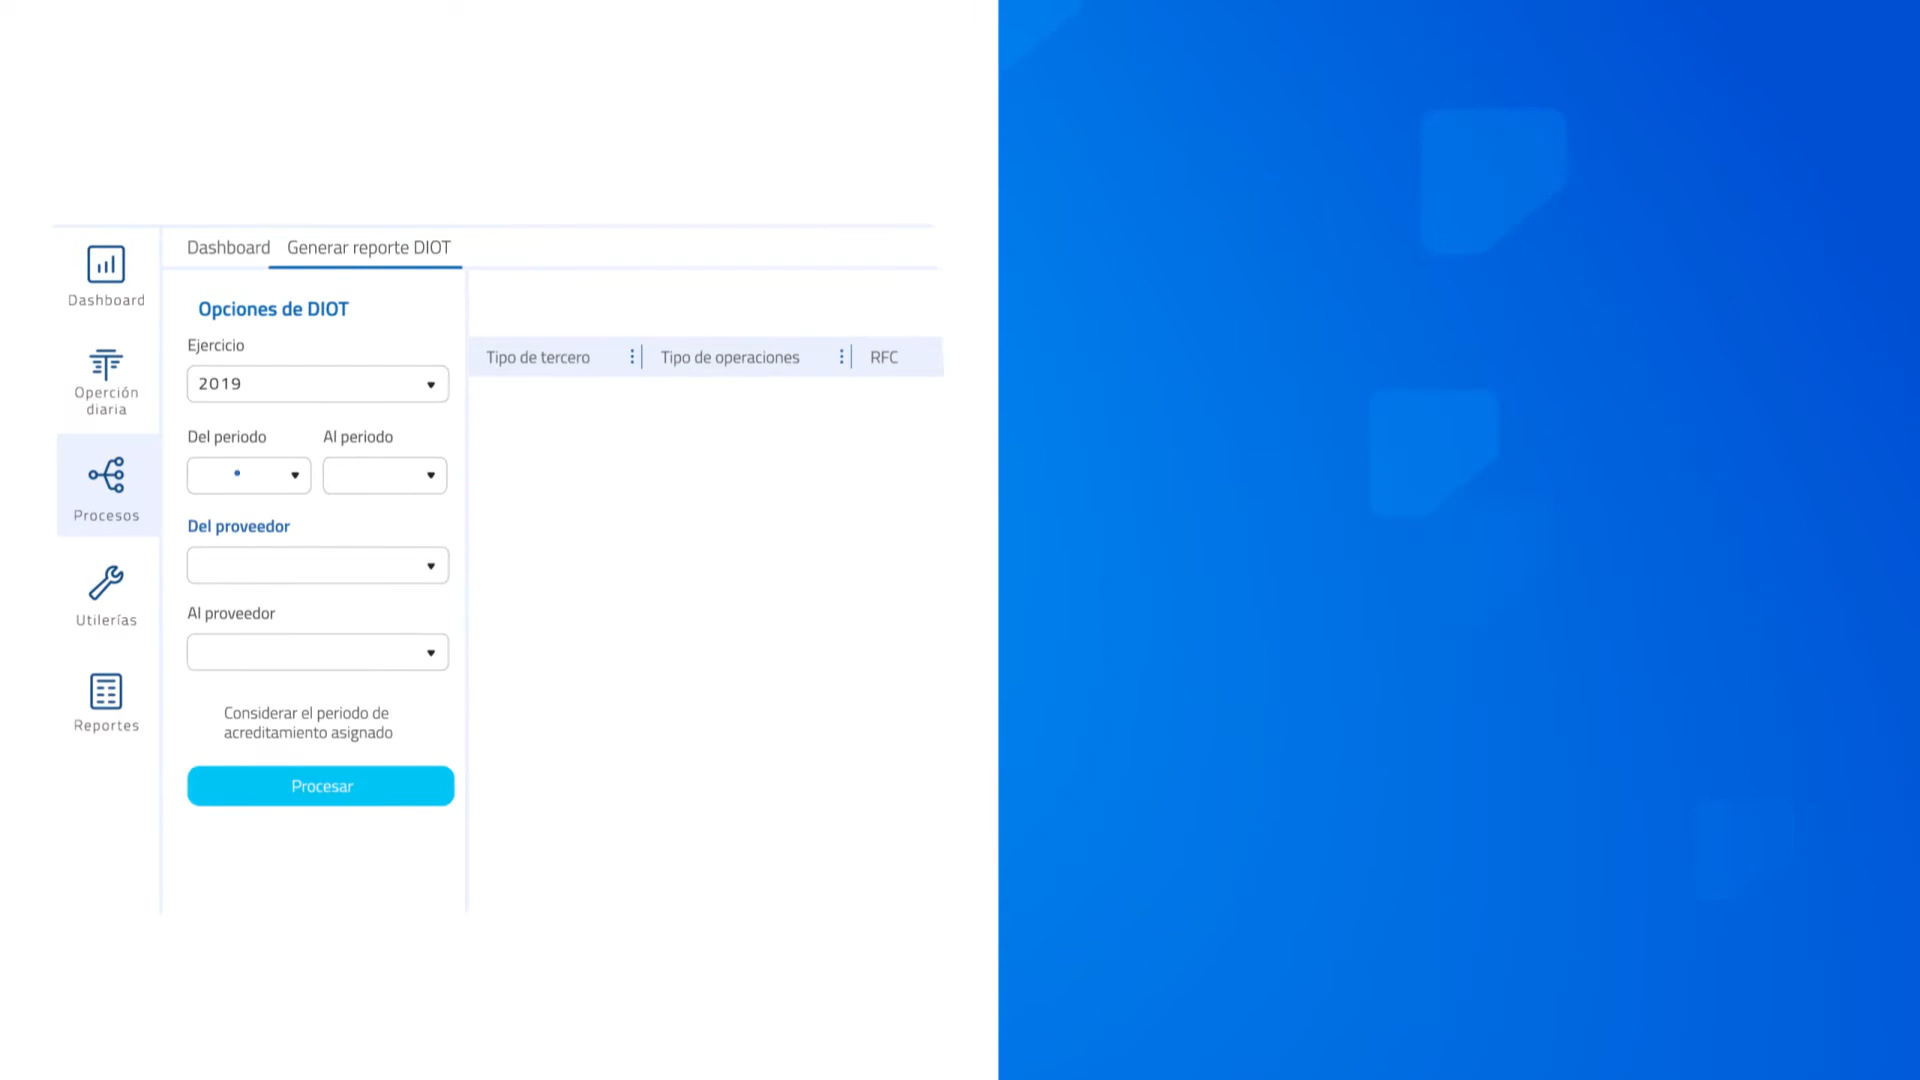 Dashboard
Generar reporte DIOT
Dashboard
Operción
diaria
Procesos
Utilerías
Reportes
Opciones de DIOT
Ejercicio
2019
Del periodo
Al periodo
Del proveedor
Al proveedor
Considerar el periodo de
acreditamiento asignado
Procesar
Tipo de tercero
Tipo de operaciones
RFC